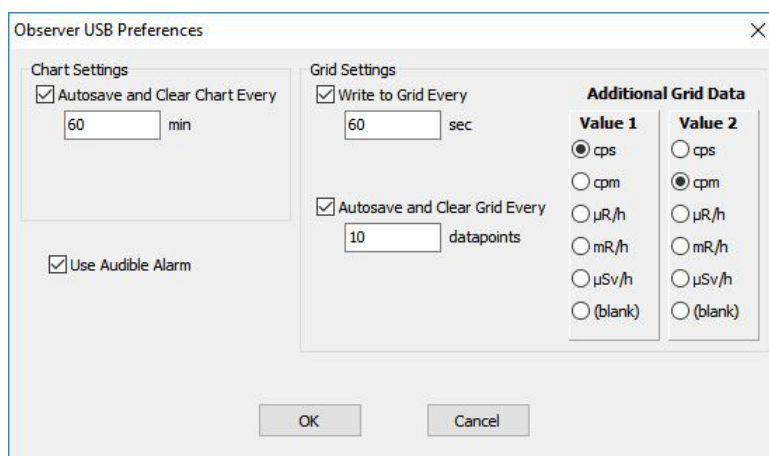 Observer USB Preferences
Chart Settings
Autosave and Clear Chart Every
60 min
Use Audible Alarm
Grid Settings
Write to Grid Every
60 sec
Autosave and Clear Grid Every
10 datapoints
Additional Grid Data
Value 1
cps
cpm
µR/h
mR/h
µSv/h
(blank)
Value 2
cps
cpm
µR/h
mR/h
µSv/h
(blank)
OK
Cancel